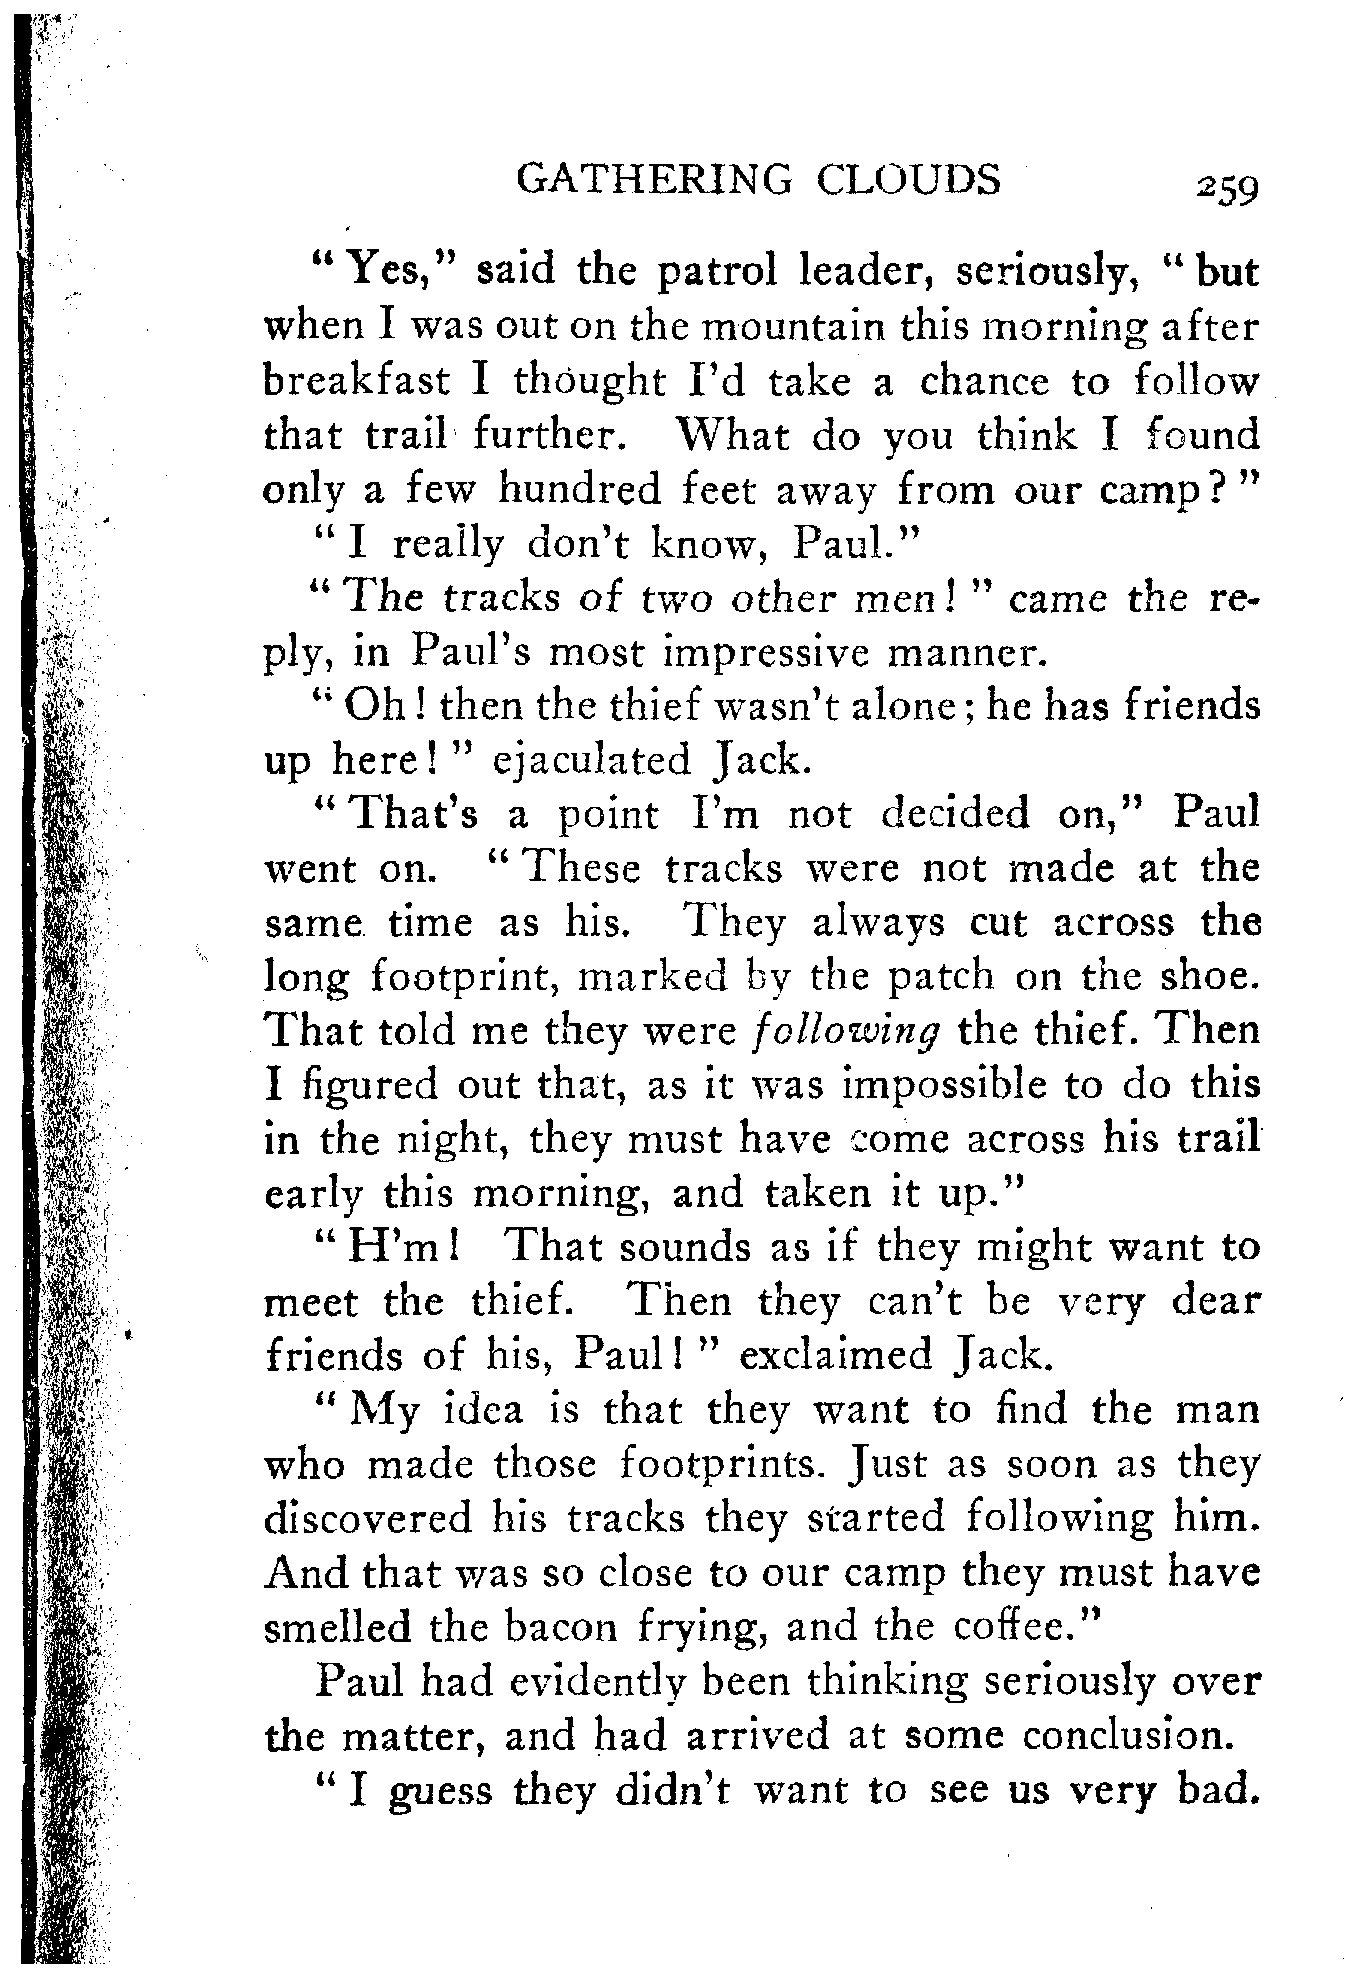 GATHERING CLOUDS 259
“ Yes,” said the patrol leader, seriously, “ but
when I was out on the mountain this morning after
breakfast I thought I’d take a chance to follow
that trail further. What do you think I found
only a few hundred feet away from our camp? ”
“ I really don’t know, Paul.”
“ The tracks of two other men! ” came the re-
ply, in Paul’s most impressive manner.
“ Oh! then the thief wasn’t alone; he has friends
up here! ” ejaculated Jack.
“ That’s a point I’m not decided on,” Paul
went on. “ These tracks were not made at the
same time as his. They always cut across the
long footprint, marked by the patch on the shoe.
That told me they were following the thief. Then
I figured out that, as it was impossible to do this
in the night, they must have come across his trail
early this morning, and taken it up.”
“ H’m! That sounds as if they might want to
meet the thief. Then they can’t be very dear
friends of his, Paul! ” exclaimed Jack.
“ My idea is that they want to find the man
who made those footprints. Just as soon as they
discovered his tracks they started following him.
And that was so close to our camp they must have
smelled the bacon frying, and the coffee.”
Paul had evidently been thinking seriously over
the matter, and had arrived at some conclusion.
“ I guess they didn’t want to see us very bad.